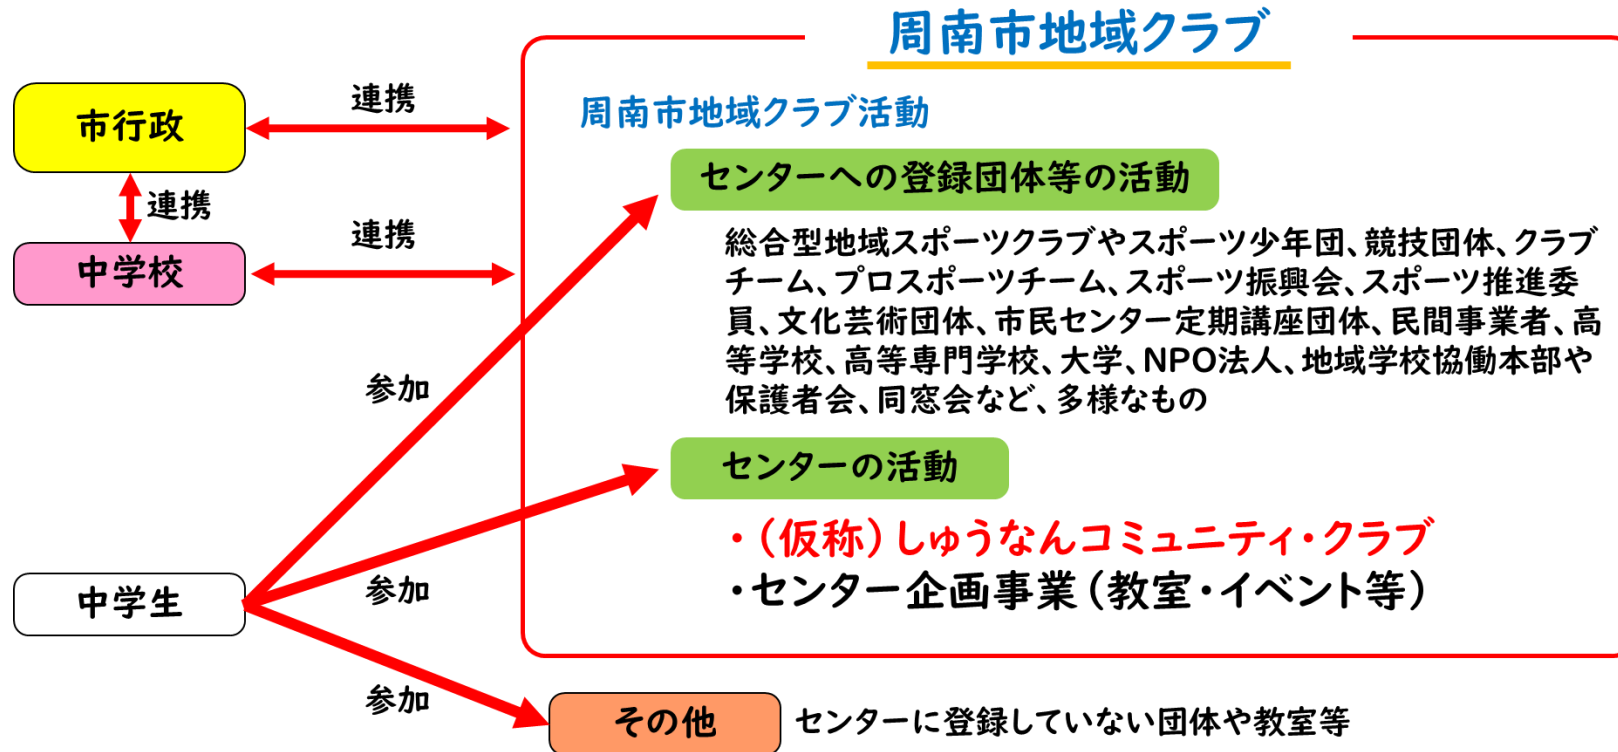 周南市地域クラブ
市行政
連携
周南市地域クラブ活動
センターへの登録団体等の活動
連携
中学校
連携
総合型地域スポーツクラブやスポーツ少年団、競技団体、クラブ
チーム、プロスポーツチーム、スポーツ振興会、スポーツ推進委
員、文化芸術団体、市民センター定期講座団体、民間事業者、高
等学校、高等専門学校、大学、NPO法人、地域学校協働本部や
保護者会、同窓会など、多様なもの
参加
センターの活動
・（仮称）しゅうなんコミュニティ・クラブ
・センター企画事業（教室・イベント等）
中学生
参加
参加
その他
センターに登録していない団体や教室等